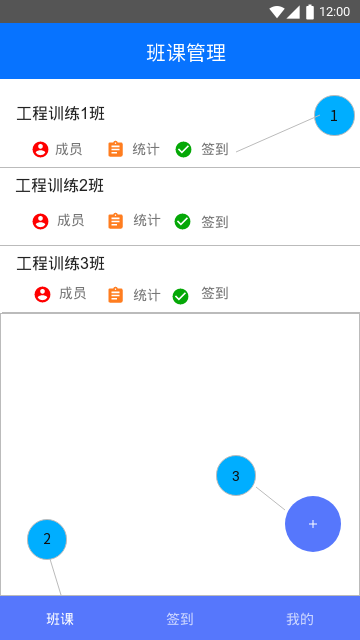 12:00
班课管理
工程训练1班
1
成员 统计 签到
工程训练2班
成员 统计 签到
工程训练3班
成员 统计 签到
3
+
2
班课 签到 我的